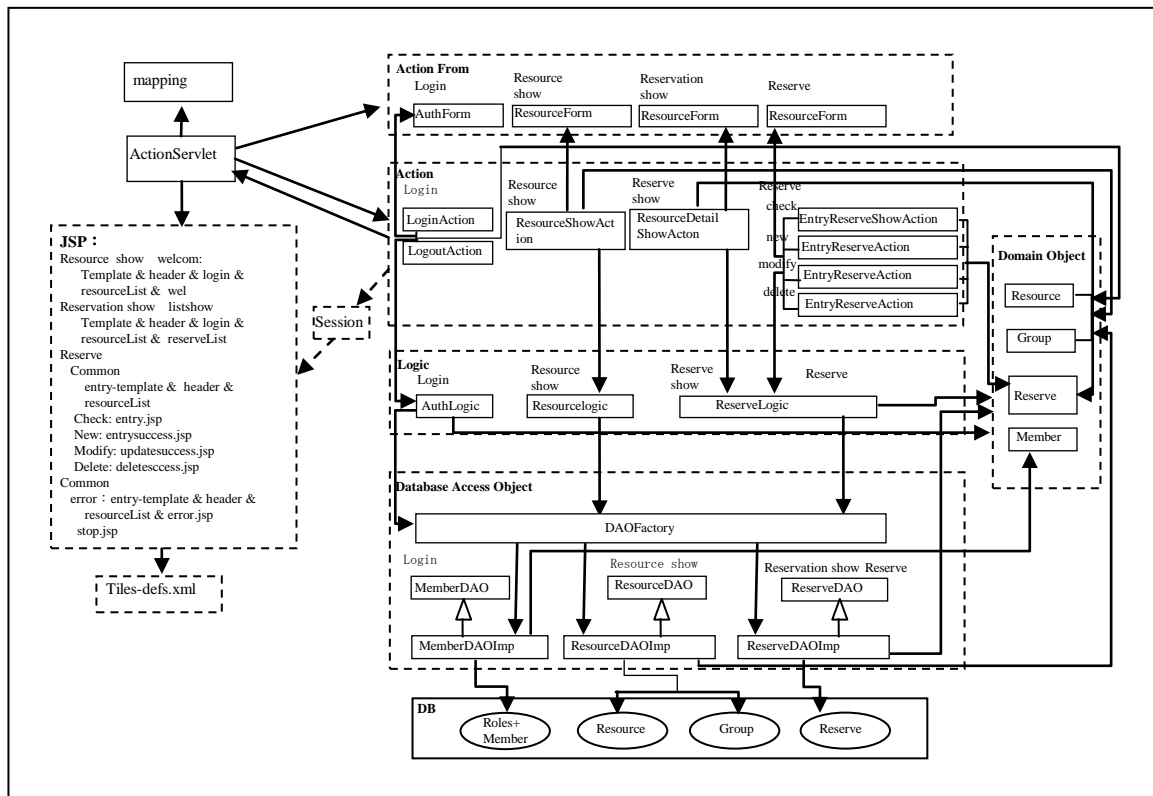 mapping
ActionServlet
JSP：
Resource show welcom:
Template & header & login &
resourceList & wel
Reservation show listshow
Template & header & login &
resourceList & reserveList
Reserve
Common
entry-template & header &
resourceList
Check: entry.jsp
New: entrysuccess.jsp
Modify: updatesuccess.jsp
Delete: deletesccess.jsp
Common
error：entry-template & header &
resourceList & error.jsp
stop.jsp
Tiles-defs.xml
Session
Action From
Login
Resource
show
Reservation
show
Reserve
AuthForm
ResourceForm
ResourceForm
ResourceForm
Action
Login
Resource
show
Reserve
show
Reserve
LoginAction
LogoutAction
ResourceShowAct
ion
ResourceDetail
ShowActon
check
EntryReserveShowAction
new
EntryReserveAction
modify
EntryReserveAction
delete
EntryReserveAction
Domain Object
Resource
Group
Reserve
Member
Logic
Login
Resource
show
Reserve
show
Reserve
AuthLogic
Resourcelogic
ReserveLogic
Database Access Object
DAOFactory
Login
Resource show
Reservation show Reserve
MemberDAO
ResourceDAO
ReserveDAO
MemberDAOImp
ResourceDAOImp
ReserveDAOImp
DB
Roles+
Member
Resource
Group
Reserve